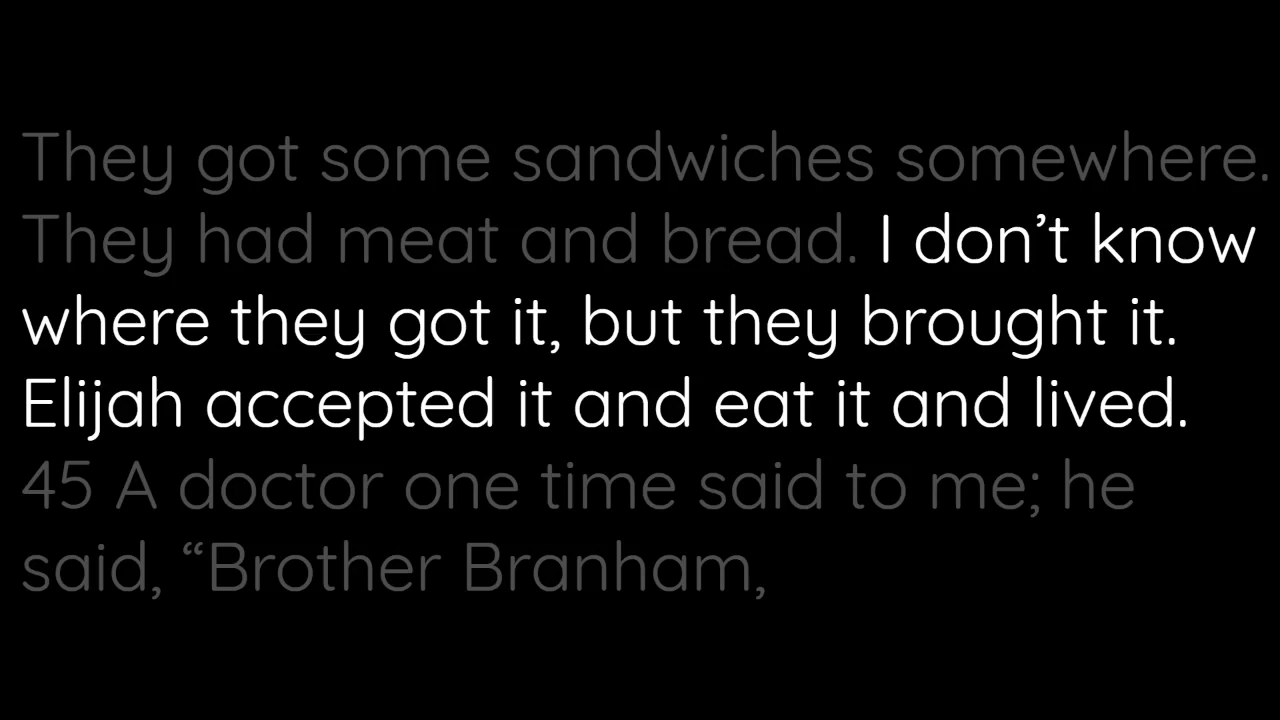 They got some sandwiches somewhere.
They had meat and bread. I don’t know
where they got it, but they brought it.
Elijah accepted it and eat it and lived.
45 A doctor one time said to me; he
said, “Brother Branham,